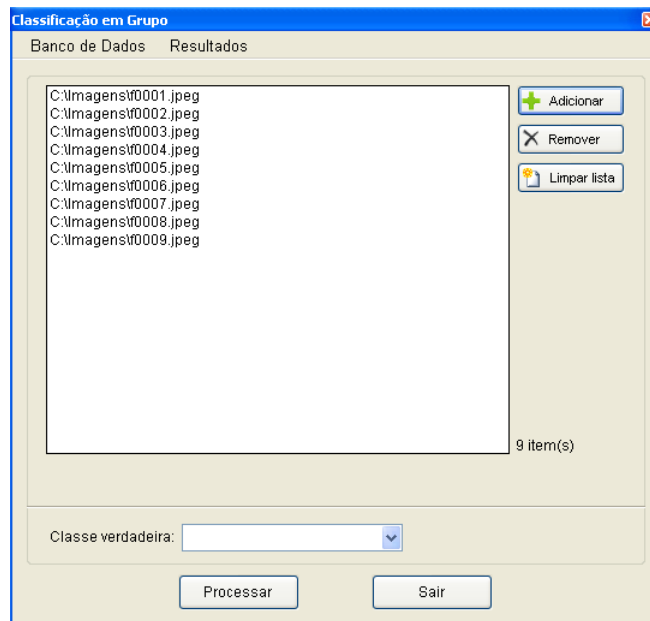 Classificação em Grupo
Banco de Dados Resultados
C:\Imagens\f0001.jpeg
C:\Imagens\f0002.jpeg
C:\Imagens\f0003.jpeg
C:\Imagens\f0004.jpeg
C:\Imagens\f0005.jpeg
C:\Imagens\f0006.jpeg
C:\Imagens\f0007.jpeg
C:\Imagens\f0008.jpeg
C:\Imagens\f0009.jpeg
Adicionar
Remover
Limpar lista
9 item(s)
Classe verdadeira:
Processar Sair